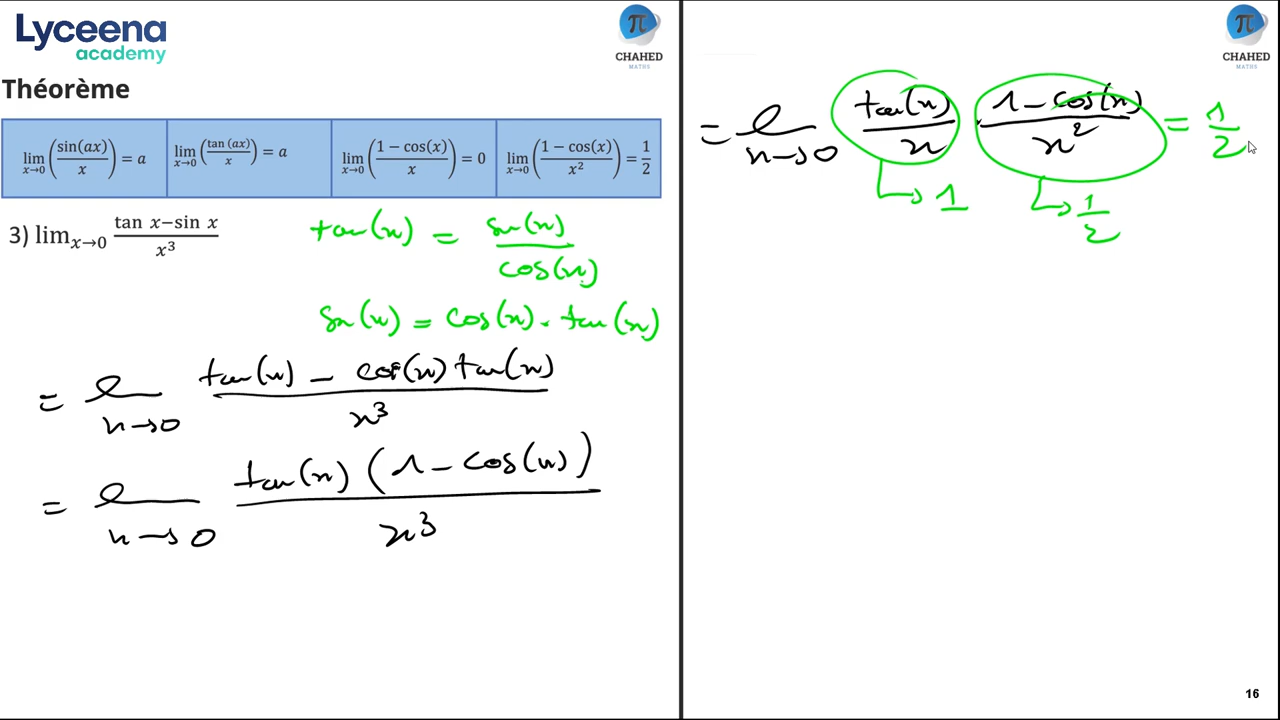 Lyceena
academy
π
CHAHED
MATHS
Théorème
lim x→0 (sin(ax)/x) = a
lim x→0 (tan (ax)/x) = a
lim x→0 (1 − cos(x)/x) = 0
lim x→0 (1 − cos(x)/x²) = 1/2
3) lim x→0 tan x−sin x / x³
tan(x) = sin(x) / cos(x)
sin(x) = cos(x) . tan(x)
= lim x→0 tan(x) − cos(x) tan(x) / x³
= lim x→0 tan(x) (1 − cos(x)) / x³
π
CHAHED
MATHS
= lim x→0 tan(x)/x . 1 − cos(x)/x² = 1/2
↳ 1
↳ 1/2
16